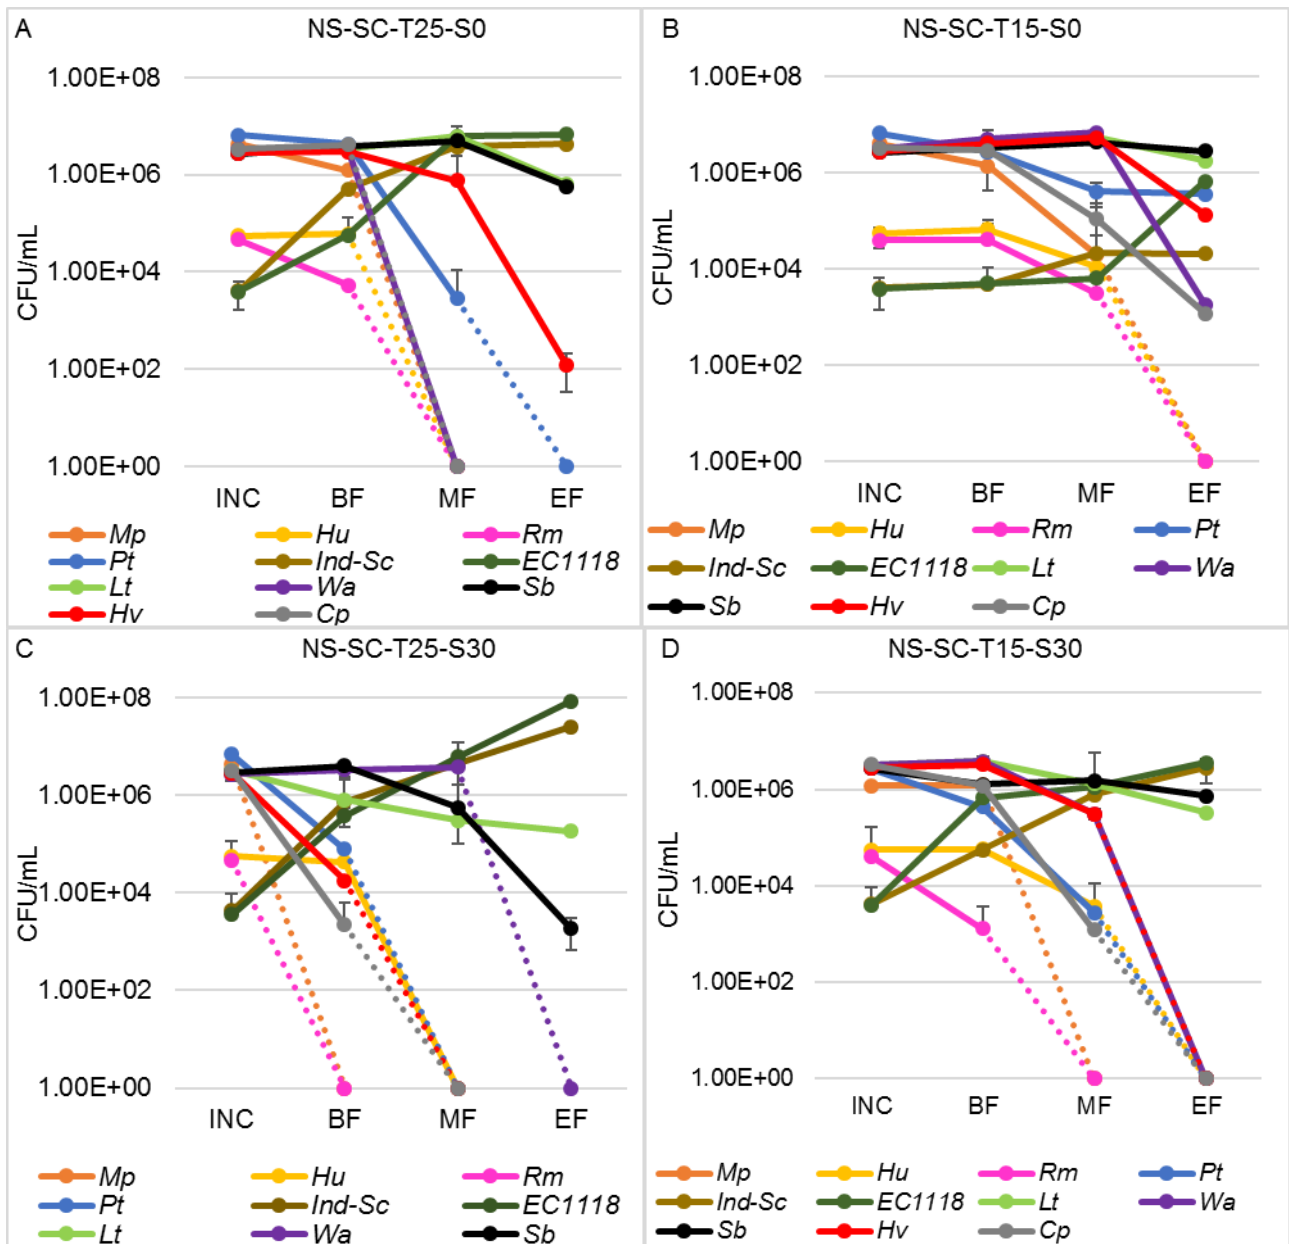 A
NS-SC-T25-S0
1.00E+08
1.00E+06
1.00E+04
1.00E+02
1.00E+00
CFU/mL
INC BF MF EF
Mp Hu Rm
Pt Ind-Sc EC1118
Lt Wa Sb
Hv Cp
B
NS-SC-T15-S0
1.00E+08
1.00E+06
1.00E+04
1.00E+02
1.00E+00
CFU/mL
INC BF MF EF
Mp Hu Rm Pt
Ind-Sc EC1118 Lt Wa
Sb Hv Cp
C
NS-SC-T25-S30
1.00E+08
1.00E+06
1.00E+04
1.00E+02
1.00E+00
CFU/mL
INC BF MF EF
Mp Hu Rm
Pt Ind-Sc EC1118
Lt Wa Sb
D
NS-SC-T15-S30
1.00E+08
1.00E+06
1.00E+04
1.00E+02
1.00E+00
CFU/mL
INC BF MF EF
Mp Hu Rm Pt
Ind-Sc EC1118 Lt Wa
Sb Hv Cp